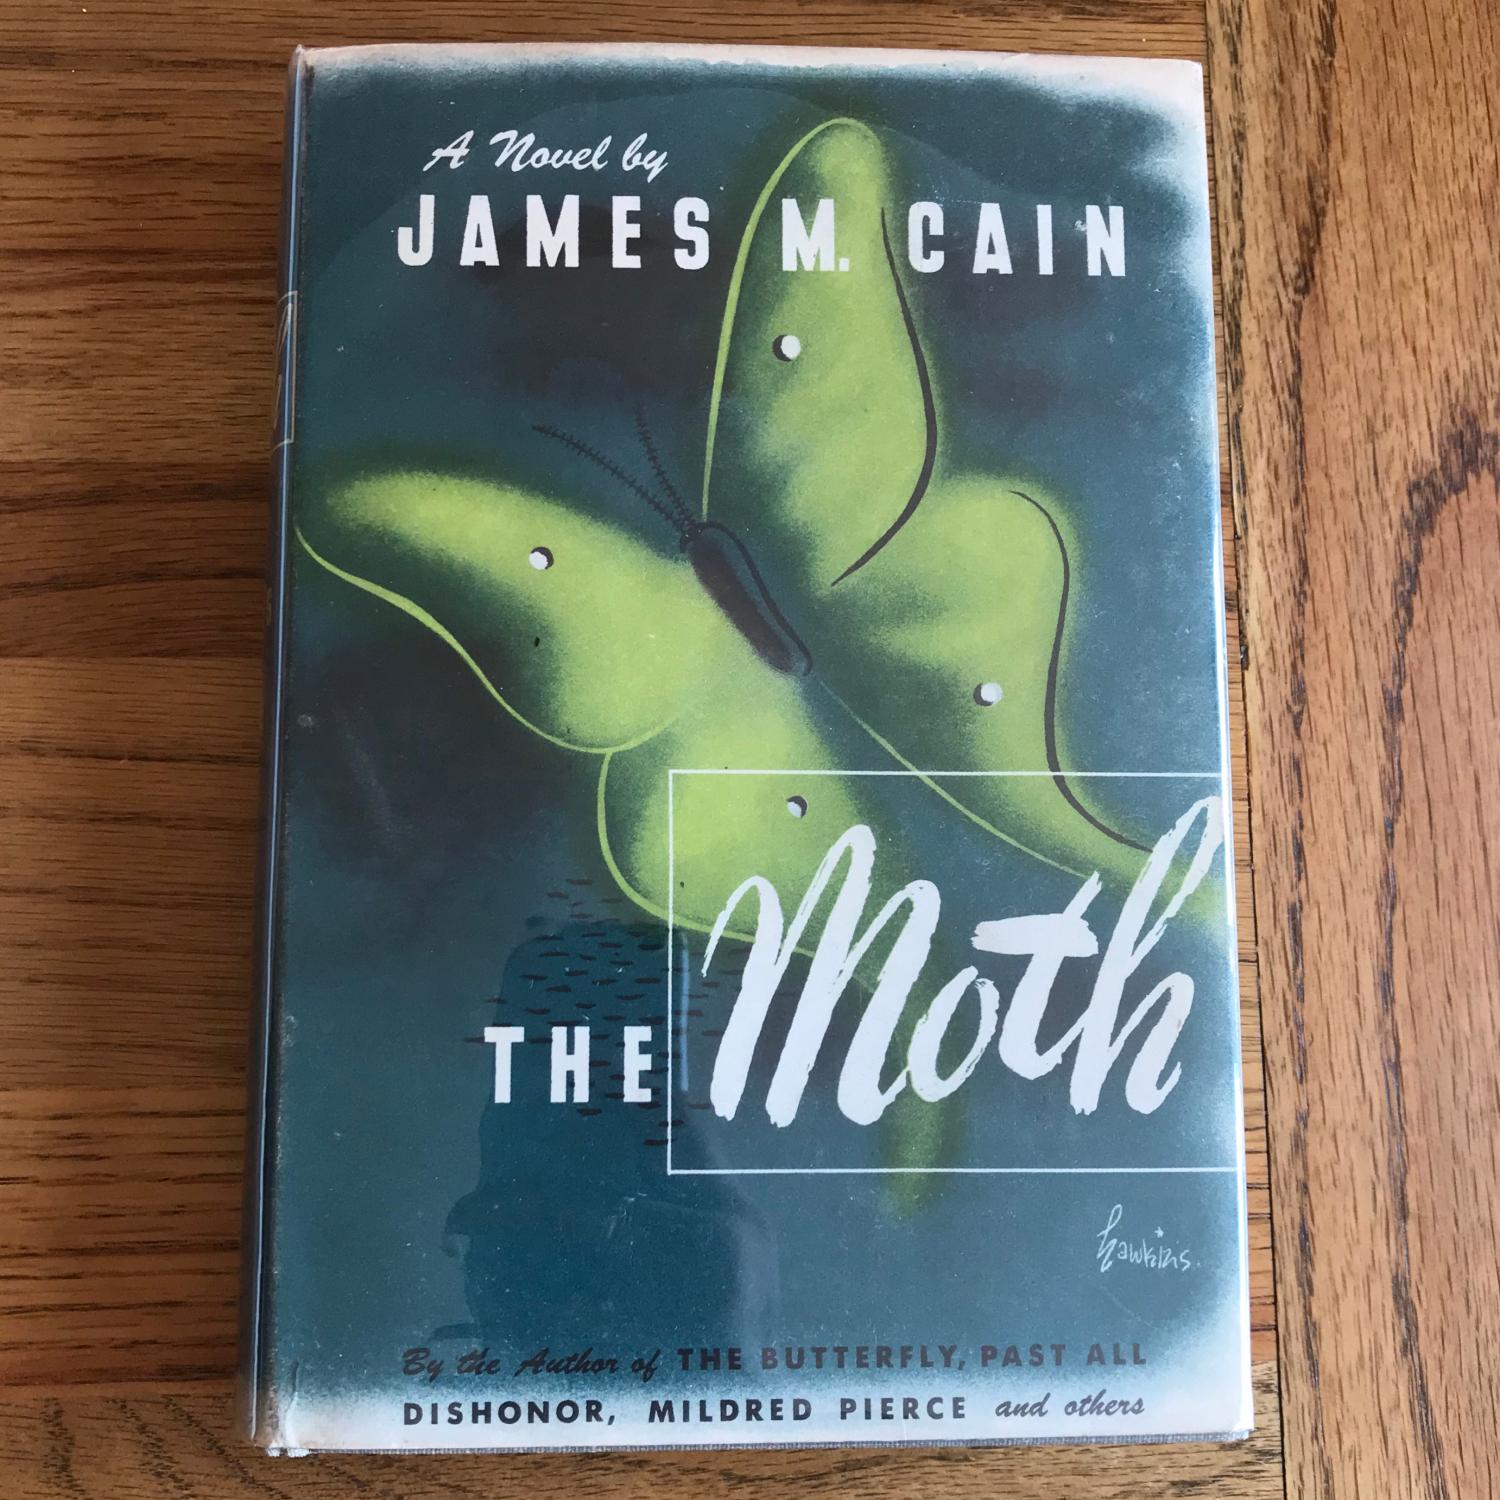 A Novel by
JAMES M. CAIN
THE Moth
Hawkins.
By the Author of THE BUTTERFLY, PAST ALL
DISHONOR, MILDRED PIERCE and others